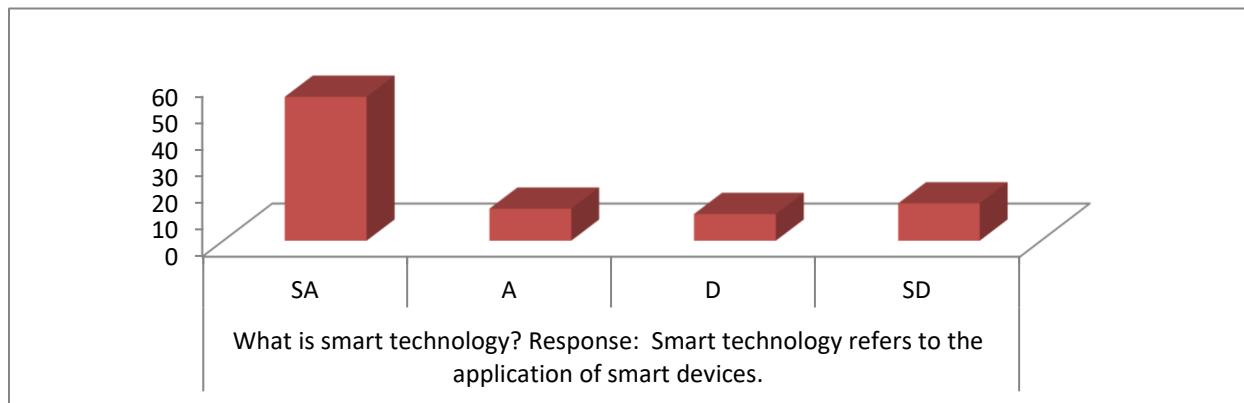 60
50
40
30
20
10
0
SA A D SD
What is smart technology? Response:  Smart technology refers to the
application of smart devices.